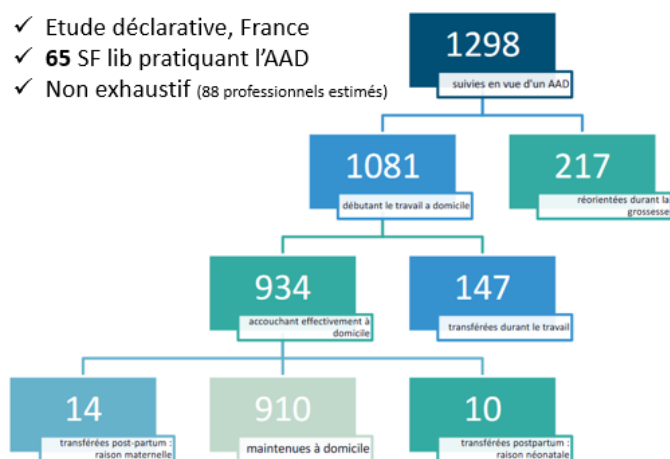 ✓ Etude déclarative, France
✓ 65 SF lib pratiquant l'AAD
✓ Non exhaustif (88 professionnels estimés)
1298
suivies en vue d'un AAD
1081
débutant le travail a domicile
217
réorientées durant la
grossesse
934
accouchant effectivement à
domicile
147
transférées durant le travail
14
transférées post-partum :
raison maternelle
910
maintenues à domicile
10
transférées postpartum :
raison néonatale